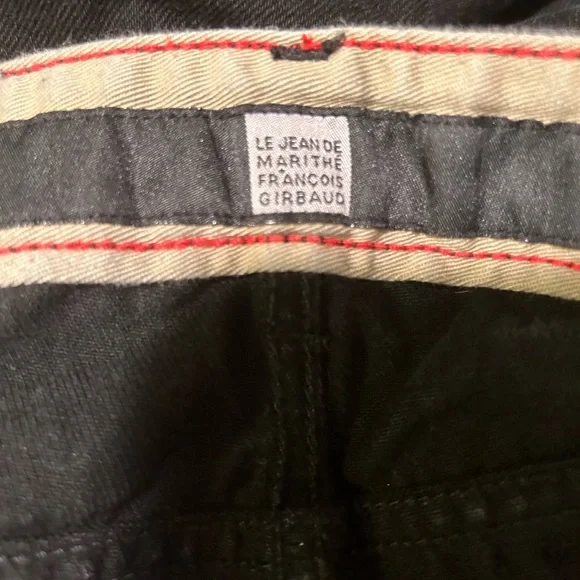 LE JEAN DE
MARITHÉ
+
FRANÇOIS
GIRBAUD